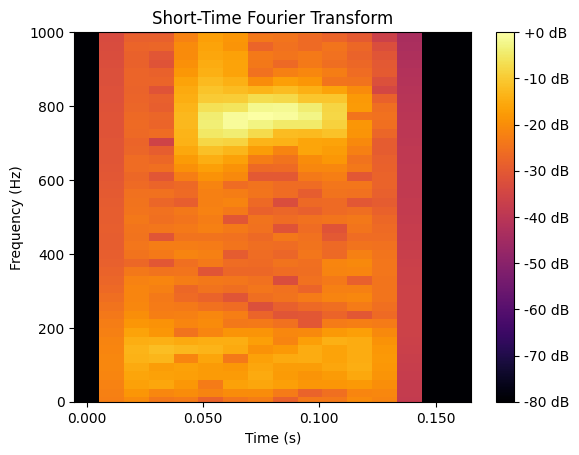 Short-Time Fourier Transform
1000
800
600
400
200
0
Frequency (Hz)
0.000
0.050
0.100
0.150
Time (s)
+0 dB
-10 dB
-20 dB
-30 dB
-40 dB
-50 dB
-60 dB
-70 dB
-80 dB